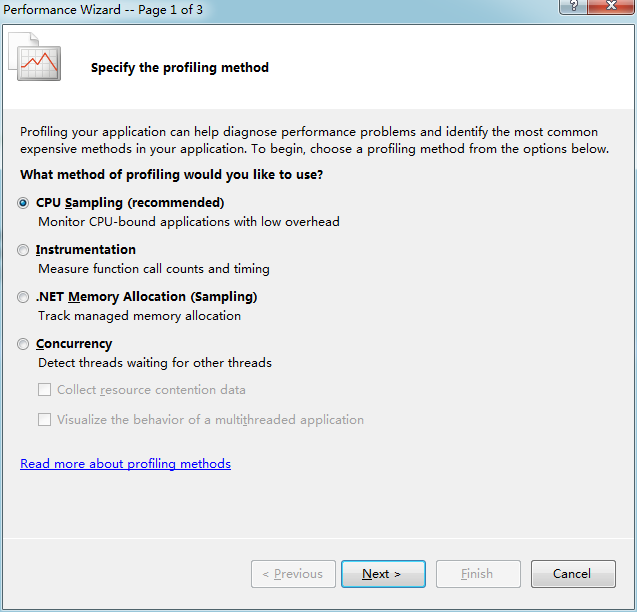 Performance Wizard -- Page 1 of 3
?
Specify the profiling method
Profiling your application can help diagnose performance problems and identify the most common
expensive methods in your application. To begin, choose a profiling method from the options below.
What method of profiling would you like to use?
CPU Sampling (recommended)
Monitor CPU-bound applications with low overhead
Instrumentation
Measure function call counts and timing
.NET Memory Allocation (Sampling)
Track managed memory allocation
Concurrency
Detect threads waiting for other threads
Collect resource contention data
Visualize the behavior of a multithreaded application
Read more about profiling methods
< Previous
Next >
Finish
Cancel